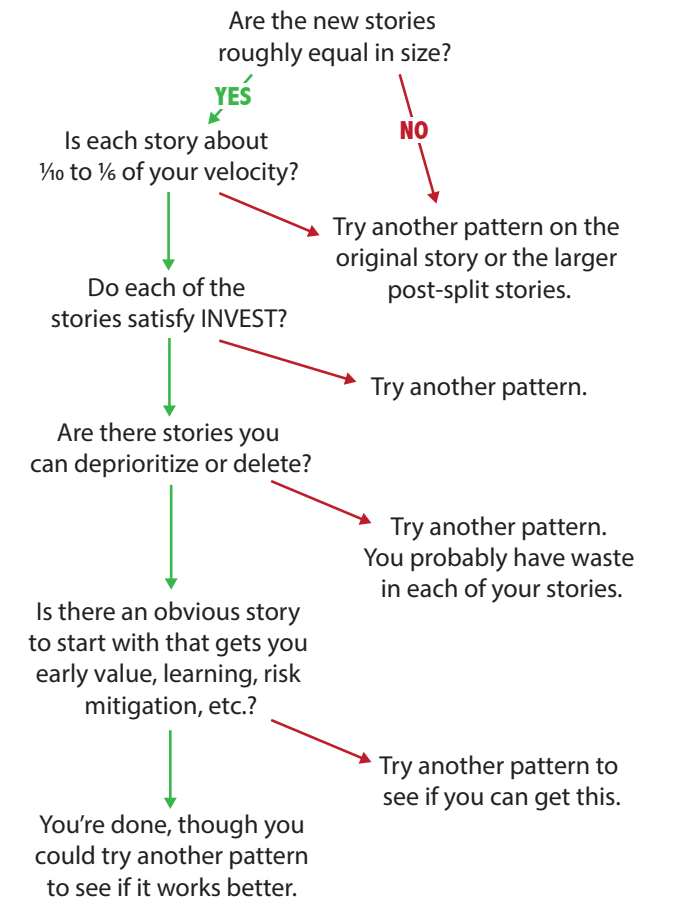 Are the new stories
roughly equal in size?
YES
NO
Is each story about
⅒ to ⅙ of your velocity?
Try another pattern on the
original story or the larger
post-split stories.
Do each of the
stories satisfy INVEST?
Try another pattern.
Are there stories you
can deprioritize or delete?
Try another pattern.
You probably have waste
in each of your stories.
Is there an obvious story
to start with that gets you
early value, learning, risk
mitigation, etc.?
Try another pattern to
see if you can get this.
You’re done, though you
could try another pattern
to see if it works better.